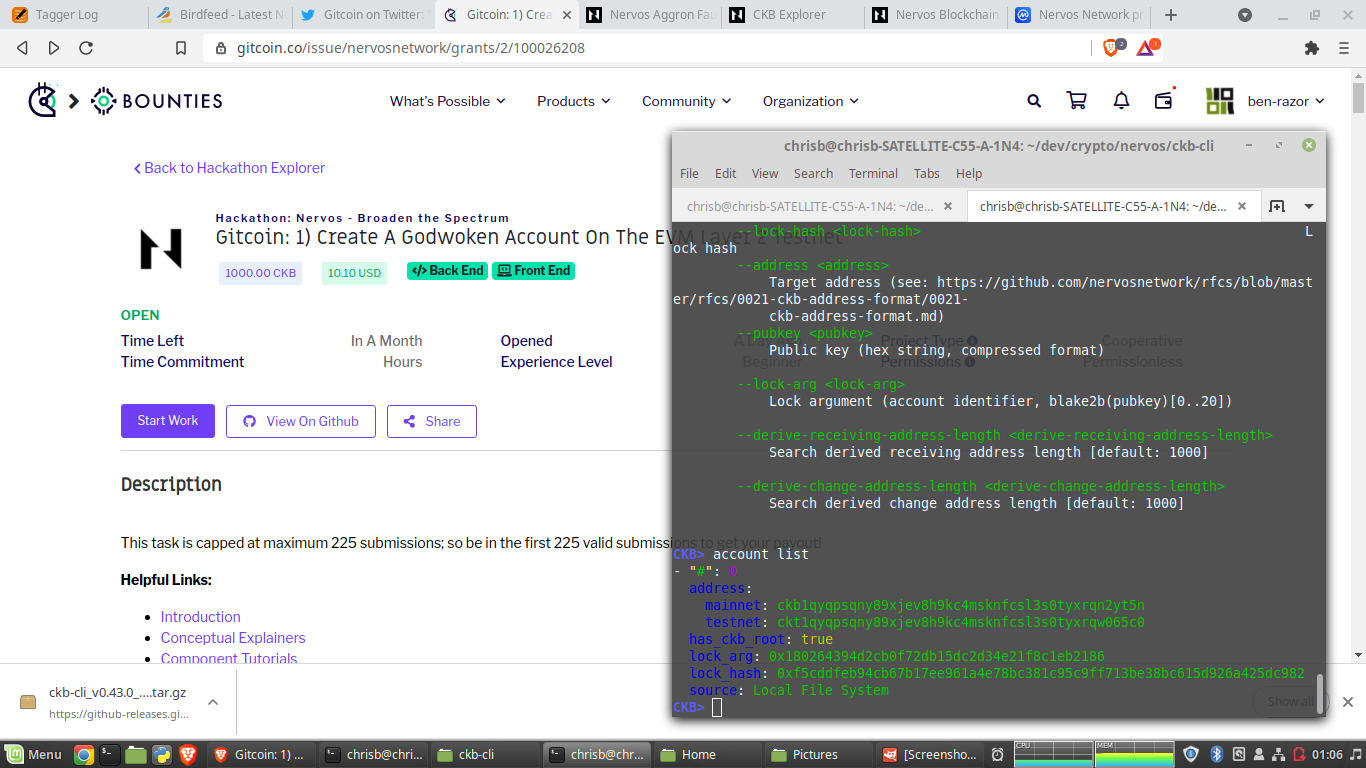 Tagger Log
Birdfeed - Latest N
Gitcoin on Twitter:
Gitcoin: 1) Crea
Nervos Aggron Fau
CKB Explorer
Nervos Blockchain
Nervos Network pr
gitcoin.co/issue/nervosnetwork/grants/2/100026208
2
1
BOUNTIES
What's Possible
Products
Community
Organization
ben-razor
Back to Hackathon Explorer
Hackathon: Nervos - Broaden the Spectrum
Gitcoin: 1) Create A Godwoken Account On The EVM Layer 2 Testnet
1000.00 CKB
10.10 USD
Back End
Front End
OPEN
Time Left
In A Month
Opened
A Day Ago
Project Type
Cooperative
Time Commitment
Hours
Experience Level
Beginner
Permissions
Permissionless
Start Work
View On Github
Share
Description
This task is capped at maximum 225 submissions; so be in the first 225 valid submissions to get your payout!
Helpful Links:
Introduction
Conceptual Explainers
Component Tutorials
chrisb@chrisb-SATELLITE-C55-A-1N4: ~/dev/crypto/nervos/ckb-cli
File Edit View Search Terminal Tabs Help
chrisb@chrisb-SATELLITE-C55-A-1N4: ~/de...
chrisb@chrisb-SATELLITE-C55-A-1N4: ~/de...
--lock-hash <lock-hash> L
ock hash
--address <address>
Target address (see: https://github.com/nervosnetwork/rfcs/blob/mast
er/rfcs/0021-ckb-address-format/0021-
ckb-address-format.md)
--pubkey <pubkey>
Public key (hex string, compressed format)
--lock-arg <lock-arg>
Lock argument (account identifier, blake2b(pubkey)[0..20])
--derive-receiving-address-length <derive-receiving-address-length>
Search derived receiving address length [default: 1000]
--derive-change-address-length <derive-change-address-length>
Search derived change address length [default: 1000]
CKB> account list
- "#": 0
address:
mainnet: ckb1qyqpsqny89xjev8h9kc4msknfcsl3s0tyxrqn2yt5n
testnet: ckt1qyqpsqny89xjev8h9kc4msknfcsl3s0tyxrqw065c0
has_ckb_root: true
lock_arg: 0x180264394d2cb0f72db15dc2d34e21f8c1eb2186
lock_hash: 0xf5cddfeb94cb67b17ee961a4e78bc381c95c9ff713be38bc615d926a425dc982
source: Local File System
CKB>
ckb-cli_v0.43.0_....tar.gz
https://github-releases.gi...
Show all
Menu
Gitcoin: 1) ...
chrisb@chri...
ckb-cli
chrisb@chr...
Home
Pictures
[Screensho...
CPU
MEM
01:06